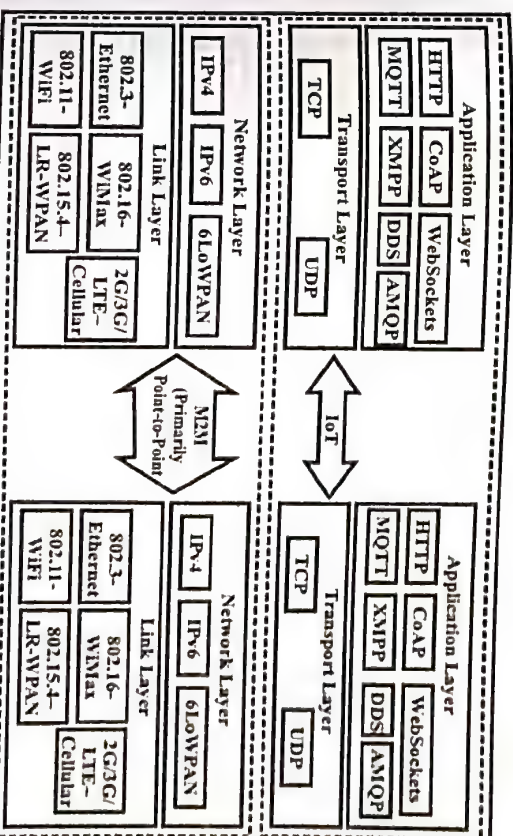 Application Layer
HTTP CoAP WebSockets
MQTT XMPP DDS AMQP
Transport Layer
TCP UDP
Network Layer
IPv4 IPv6 6LoWPAN
Link Layer
802.3-
Ethernet
802.16-
WiMax
2G/3G/
LTE-
Cellular
802.11-
WiFi
802.15.4-
LR-WPAN
IoT
M2M
(Primarily
Point-to-Point
Application Layer
HTTP CoAP WebSockets
MQTT XMPP DDS AMQP
Transport Layer
TCP UDP
Network Layer
IPv4 IPv6 6LoWPAN
Link Layer
802.3-
Ethernet
802.16-
WiMax
2G/3G/
LTE-
Cellular
802.11-
WiFi
802.15.4-
LR-WPAN